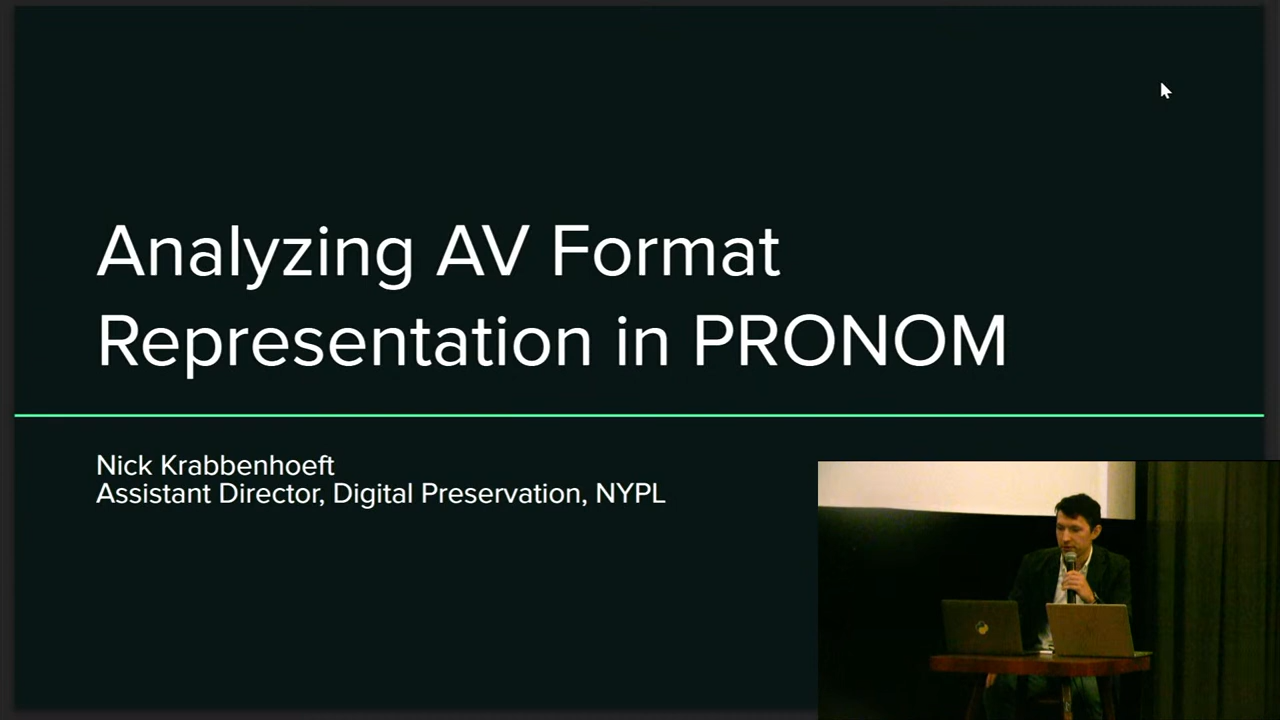 Analyzing AV Format
Representation in PRONOM
Nick Krabbenhoeft
Assistant Director, Digital Preservation, NYPL